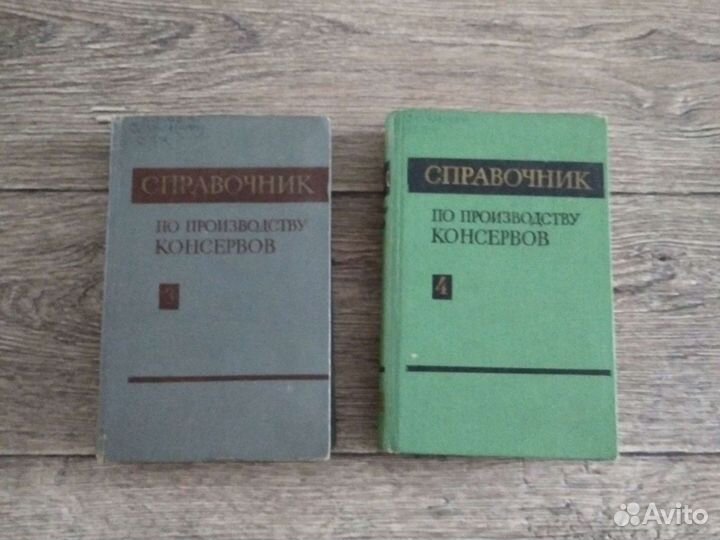 СПРАВОЧНИК
ПО ПРОИЗВОДСТВУ
КОНСЕРВОВ
3
СПРАВОЧНИК
ПО ПРОИЗВОДСТВУ
КОНСЕРВОВ
4
Avito